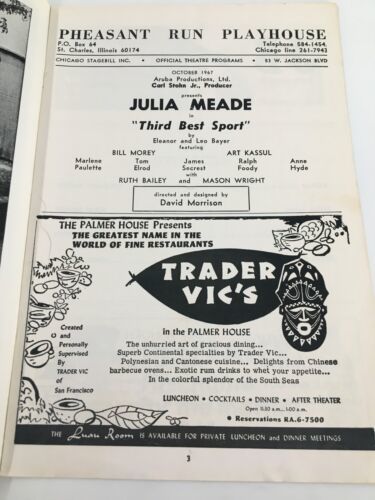 PHEASANT RUN PLAYHOUSE
P.O. Box 64 Telephone 584-1454
St. Charles, Illinois 60174 Chicago line 261-7943
CHICAGO STAGEBILL INC. • OFFICIAL THEATRE PROGRAMS • 83 W. JACKSON BLVD
OCTOBER 1967
Aruba Productions, Ltd.
Carl Stohn Jr., Producer
presents
JULIA MEADE
in
"Third Best Sport"
by
Eleanor and Leo Bayer
featuring
BILL MOREY ART KASSUL
Marlene Tom James Ralph Anne
Paulette Elrod Secrest Foody Hyde
with
RUTH BAILEY and MASON WRIGHT
directed and designed by
David Morrison
THE PALMER HOUSE Presents
THE GREATEST NAME IN THE
WORLD OF FINE RESTAURANTS
TRADER
VIC'S
in the PALMER HOUSE
Created
and
Personally
Supervised
By
TRADER VIC
of
San Francisco
The unhurried art of gracious dining...
Superb Continental specialties by Trader Vic...
Polynesian and Cantonese cuisine... Delights from Chinese
barbecue ovens... Exotic rum drinks to whet your appetite...
In the colorful splendor of the South Seas
LUNCHEON • COCKTAILS • DINNER • AFTER THEATER
Open 11:30 a.m...1:00 a.m.
• Reservations RA.6-7500
THE Luau Room IS AVAILABLE FOR PRIVATE LUNCHEON and DINNER MEETINGS
3